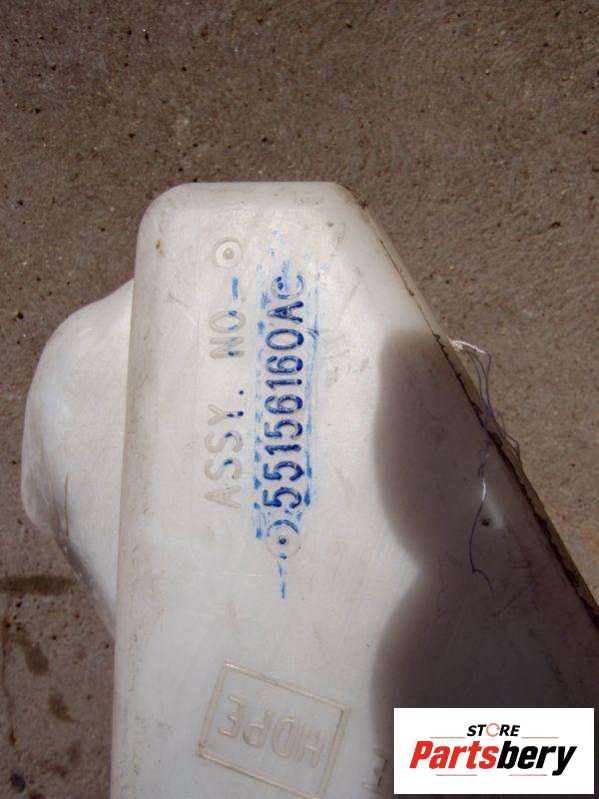 ASSY. NO.
55156160AC
HDPE
STORE
Partsbery